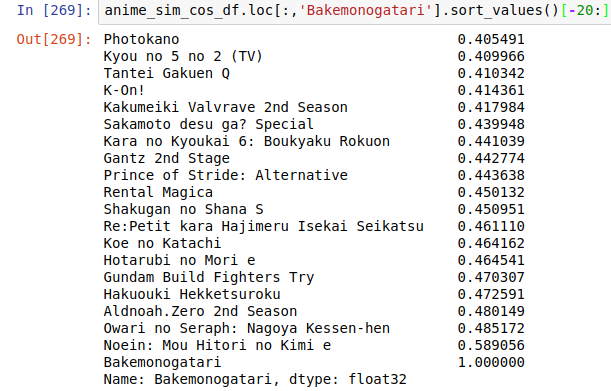 In [269]: anime_sim_cos_df.loc[:,'Bakemonogatari'].sort_values()[-20:]
Out[269]: Photokano 0.405491
Kyou no 5 no 2 (TV) 0.409966
Tantei Gakuen Q 0.410342
K-On! 0.414361
Kakumeiki Valvrave 2nd Season 0.417984
Sakamoto desu ga? Special 0.439948
Kara no Kyoukai 6: Boukyaku Rokuon 0.441039
Gantz 2nd Stage 0.442774
Prince of Stride: Alternative 0.443638
Rental Magica 0.450132
Shakugan no Shana S 0.450951
Re:Petit kara Hajimeru Isekai Seikatsu 0.461110
Koe no Katachi 0.464162
Hotarubi no Mori e 0.464541
Gundam Build Fighters Try 0.470307
Hakuouki Hekketsuroku 0.472591
Aldnoah.Zero 2nd Season 0.480149
Owari no Seraph: Nagoya Kessen-hen 0.485172
Noein: Mou Hitori no Kimi e 0.589056
Bakemonogatari 1.000000
Name: Bakemonogatari, dtype: float32